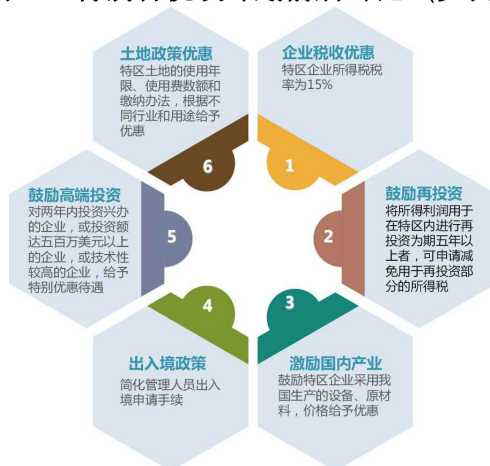 企业税收优惠
特区企业所得税税
率为15%
1
鼓励再投资
将所得利润用于
在特区内进行再
投资为期五年以
上者，可申请减
免用于再投资部
分的所得税
2
激励国内产业
鼓励特区企业采用我
国生产的设备、原材
料，价格给予优惠
3
出入境政策
简化管理人员出入
境申请手续
4
鼓励高端投资
对两年内投资兴办
的企业，或投资额
达五百万美元以上
的企业，或技术性
较高的企业，给予
特别优惠待遇
5
土地政策优惠
特区土地的使用年
限、使用费数额和
缴纳办法，根据不
同行业和用途给予
优惠
6